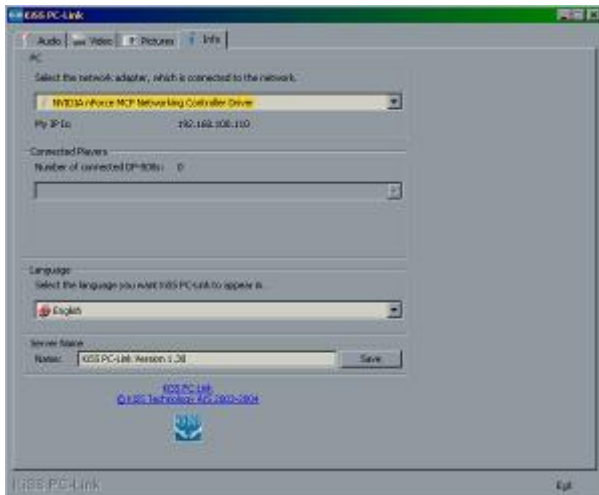 KiSS PC-Link
Audio Video Pictures Info
PC
Select the network adapter, which is connected to the network.
NVIDIA nForce MCP Networking Controller Driver
My IP is: 192.168.100.110
Connected Players
Number of connected DP-508s: 0
Language
Select the language you want KiSS PC-Link to appear in.
English
Server Name
Name: KiSS PC-Link Version 1.38 Save
KiSS PC-Link
© KiSS Technology A/S 2003-2004
KiSS PC-Link Exit